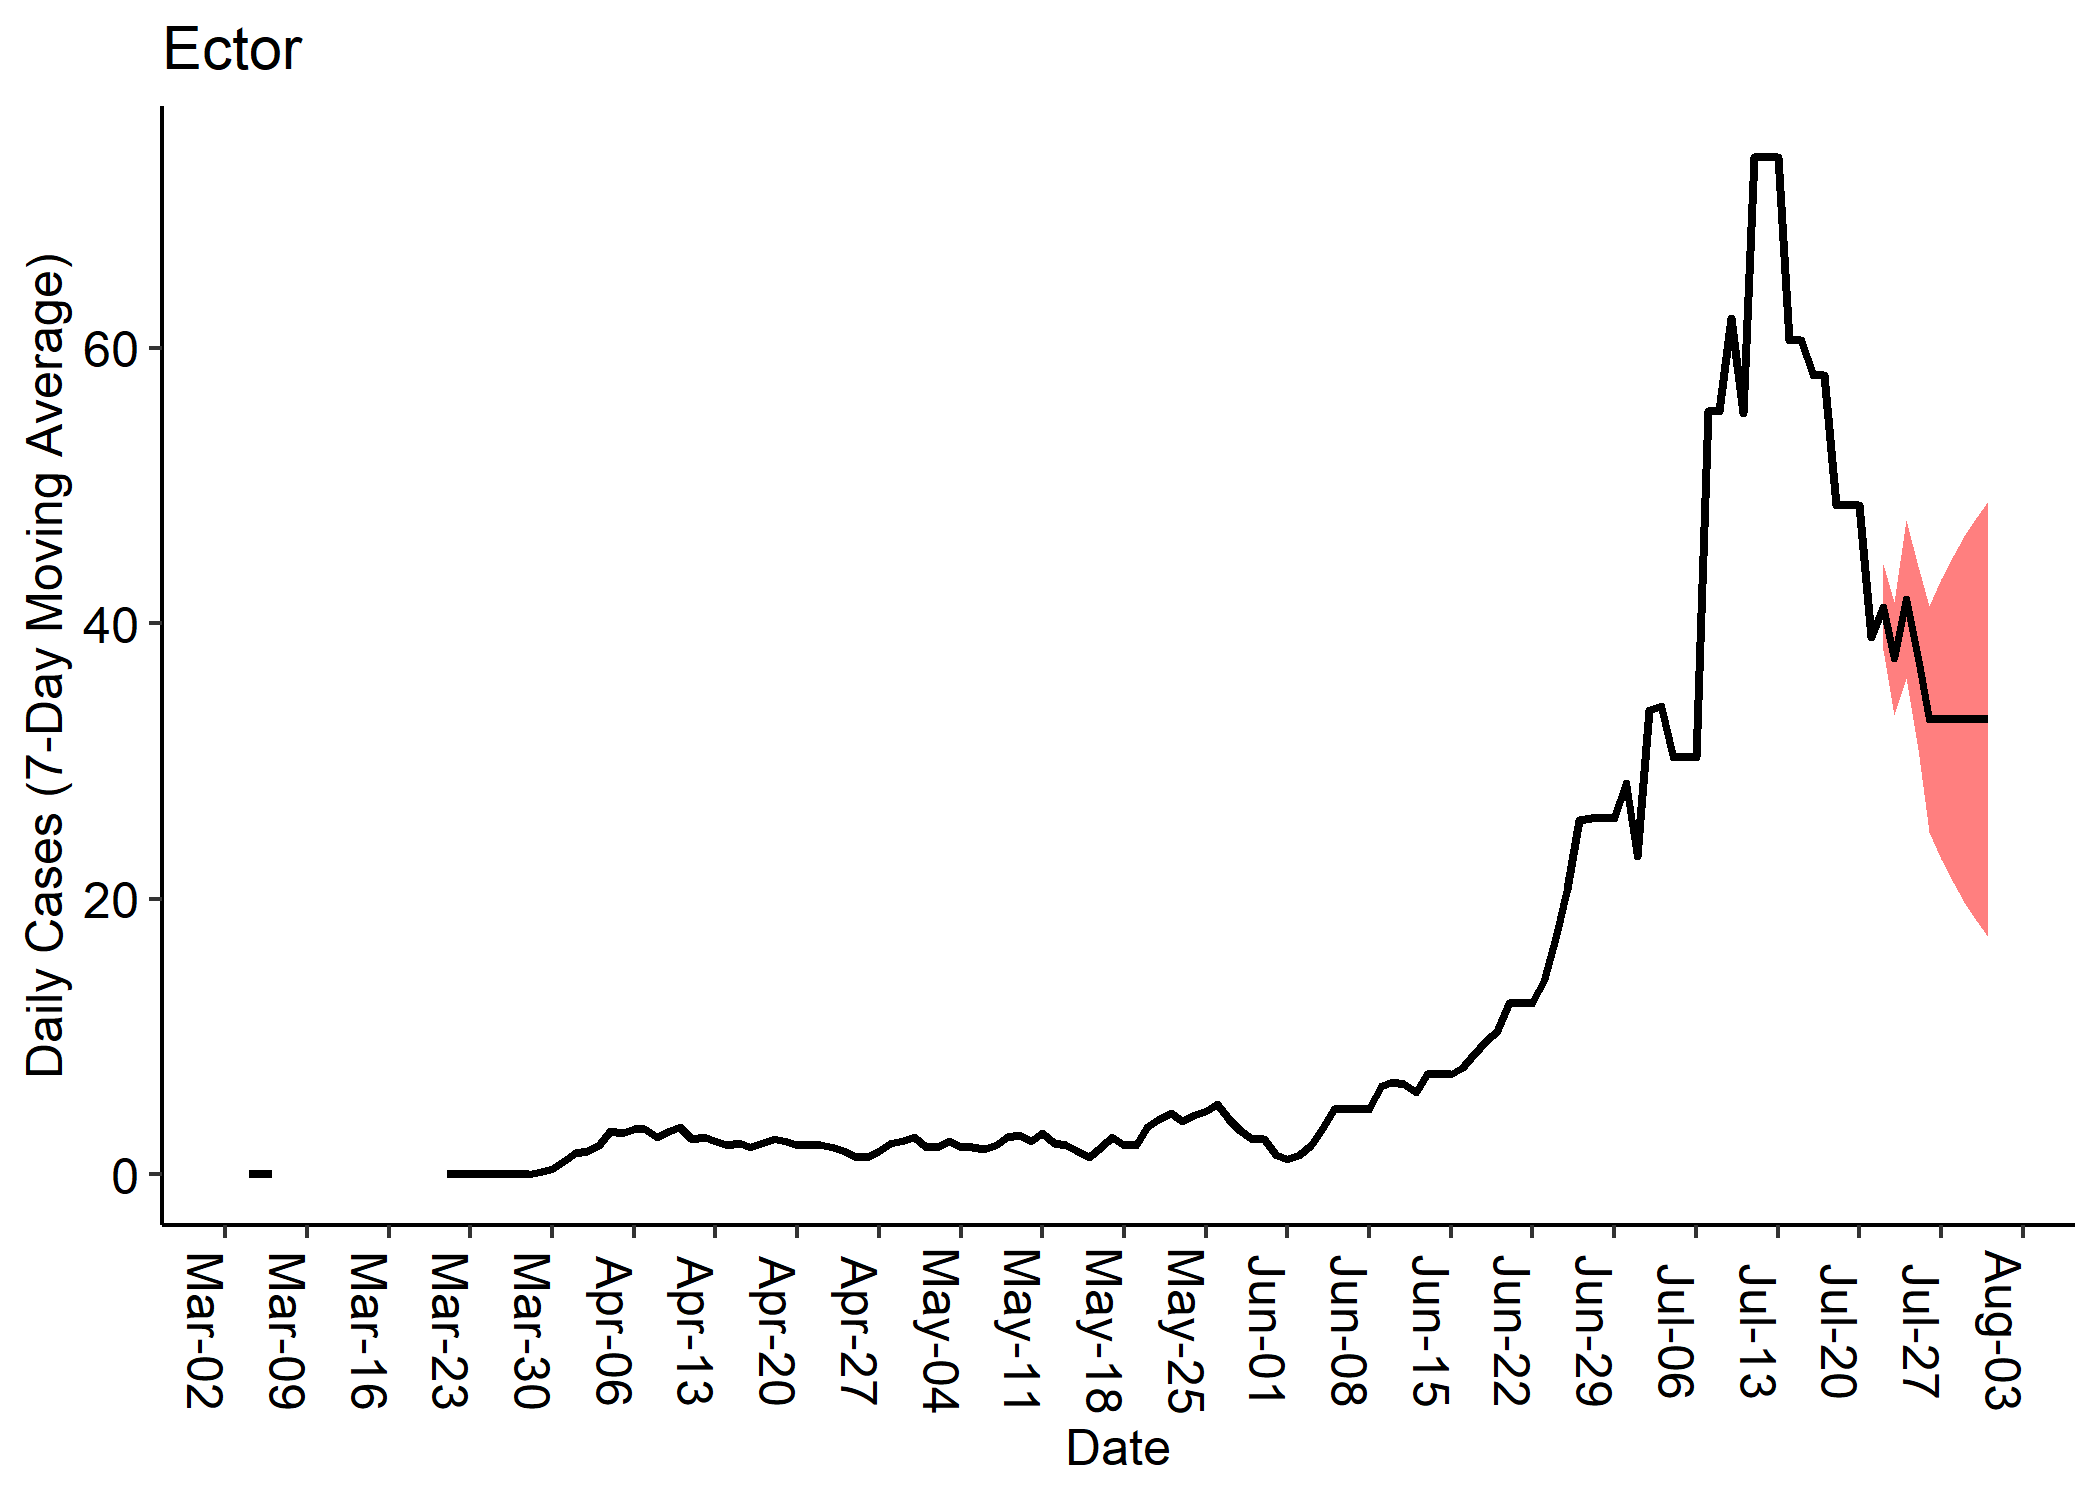 Ector
Daily Cases (7-Day Moving Average)
60
40
20
0
Mar-02
Mar-09
Mar-16
Mar-23
Mar-30
Apr-06
Apr-13
Apr-20
Apr-27
May-04
May-11
May-18
May-25
Jun-01
Jun-08
Jun-15
Jun-22
Jun-29
Jul-06
Jul-13
Jul-20
Jul-27
Aug-03
Date